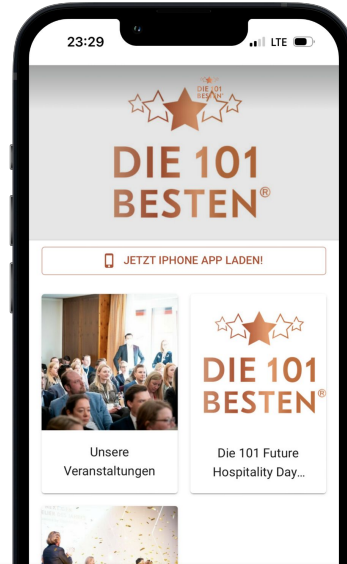 23:29
LTE
DIE 101
BESTEN
DIE 101
BESTEN®
JETZT IPHONE APP LADEN!
DIE 101
BESTEN®
Unsere
Veranstaltungen
Die 101 Future
Hospitality Day...